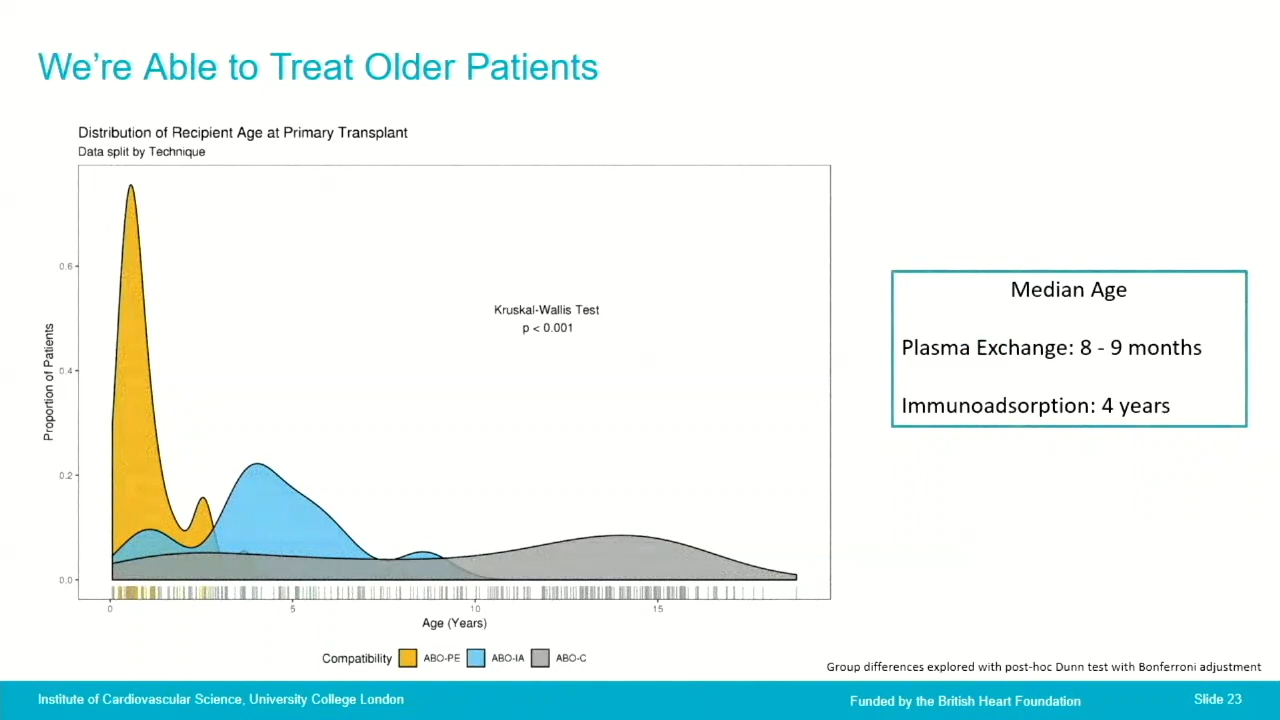 We're Able to Treat Older Patients
Distribution of Recipient Age at Primary Transplant
Data split by Technique
Kruskal-Wallis Test
p < 0.001
Proportion of Patients
0.6
0.4
0.2
0.0
0
5
10
15
Age (Years)
Compatibility
ABO-PE
ABO-IA
ABO-C
Median Age
Plasma Exchange: 8 - 9 months
Immunoadsorption: 4 years
Group differences explored with post-hoc Dunn test with Bonferroni adjustment
Institute of Cardiovascular Science, University College London
Funded by the British Heart Foundation
Slide 23